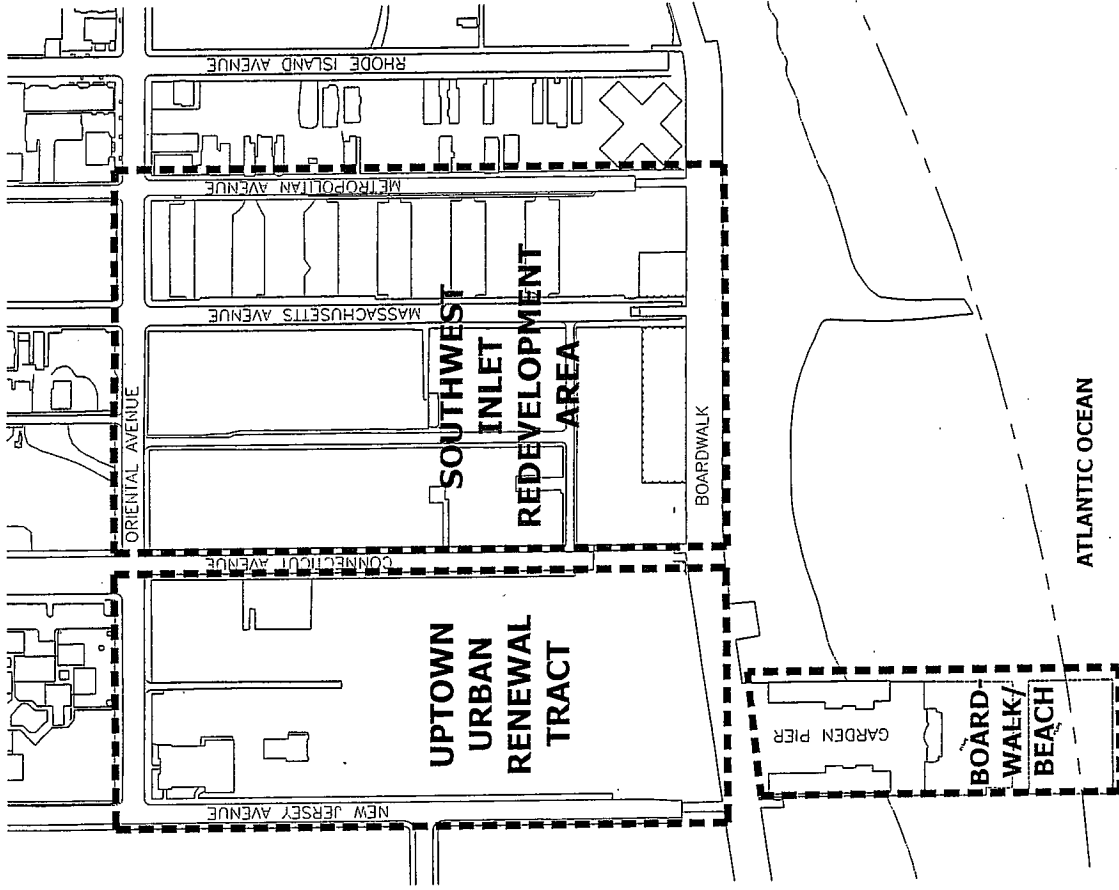 RHODE ISLAND AVENUE
METROPOLITAN AVENUE
MASSACHUSETTS AVENUE
SOUTHWEST
INLET
REDEVELOPMENT
AREA
ORIENTAL AVENUE
BOARDWALK
CONNECTICUT AVENUE
UPTOWN
URBAN
RENEWAL
TRACT
NEW JERSEY AVENUE
GARDEN PIER
BOARD-
WALK/
BEACH
ATLANTIC OCEAN